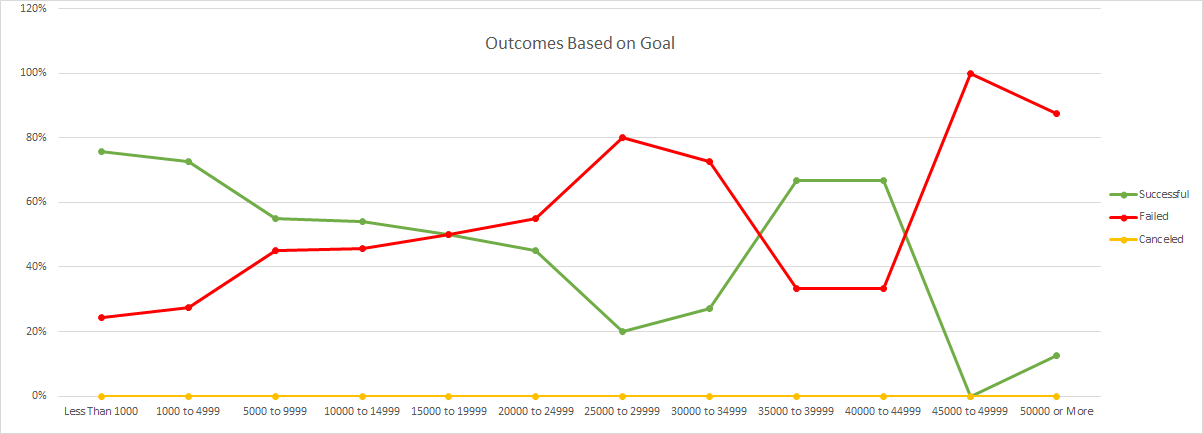 Outcomes Based on Goal
120%
100%
80%
60%
40%
20%
0%
Less Than 1000 1000 to 4999 5000 to 9999 10000 to 14999 15000 to 19999 20000 to 24999 25000 to 29999 30000 to 34999 35000 to 39999 40000 to 44999 45000 to 49999 50000 or More
Successful
Failed
Canceled